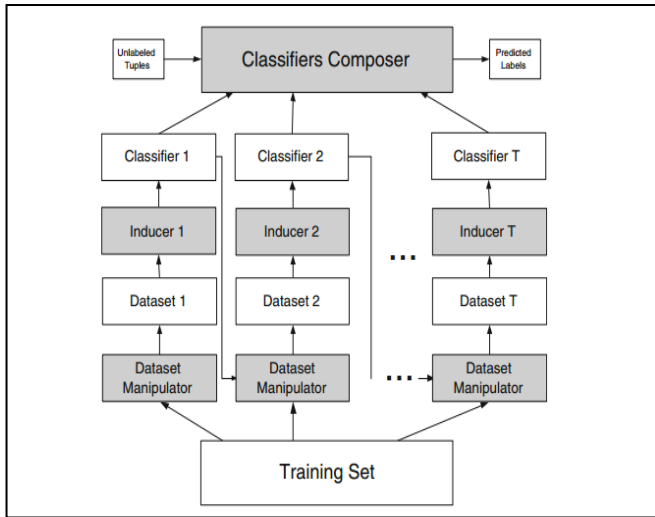 Unlabeled
Tuples
Classifiers Composer
Predicted
Labels
Classifier 1
Classifier 2
Classifier T
Inducer 1
Inducer 2
Inducer T
...
Dataset 1
Dataset 2
Dataset T
Dataset
Manipulator
Dataset
Manipulator
...
Dataset
Manipulator
Training Set